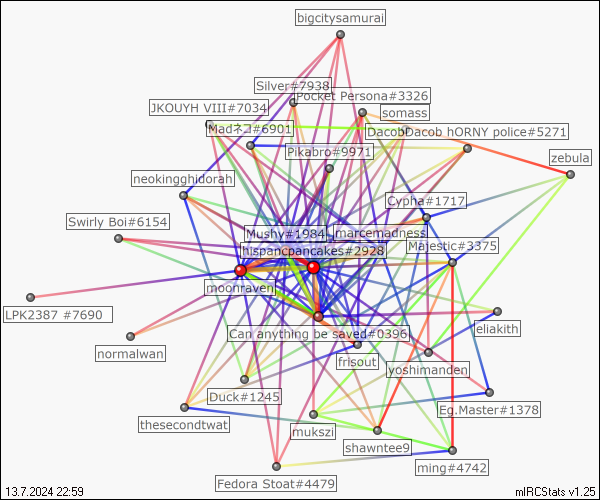 bigcitysamurai
Silver#7938
Pocket Persona#3326
JKOUYH VIII#7034
somass
Madネコ#6901
Dacob hORNY police#5271
Pikabro#9971
zebula
neokingghidorah
Cypha#1717
Swirly Boi#6154
Mushy#1984
marcemadness
Majestic#3375
hispancpancakes#2928
moonraven
LPK2387 #7690
Can anything be saved#0396
eliakith
normalwan
frisout
yoshimanden
Duck#1245
Eg.Master#1378
thesecondtwat
mukszi
shawntee9
ming#4742
Fedora Stoat#4479
13.7.2024 22:59
mIRCStats v1.25